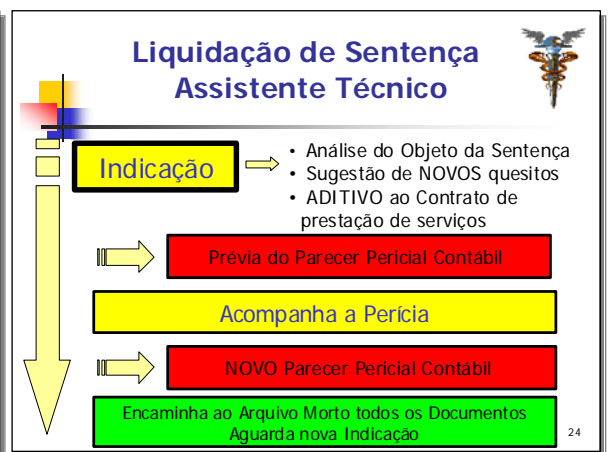 Liquidação de Sentença
Assistente Técnico
Indicação
• Análise do Objeto da Sentença
• Sugestão de NOVOS quesitos
• ADITIVO ao Contrato de
prestação de serviços
Prévia do Parecer Pericial Contábil
Acompanha a Perícia
NOVO Parecer Pericial Contábil
Encaminha ao Arquivo Morto todos os Documentos
Aguarda nova Indicação
24